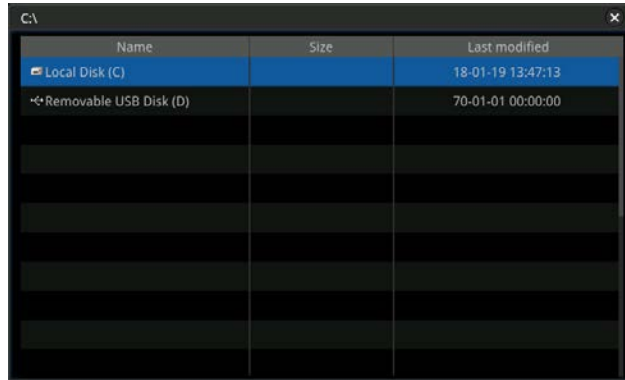 C:\
Name Size Last modified
Local Disk (C) 18-01-19 13:47:13
Removable USB Disk (D) 70-01-01 00:00:00